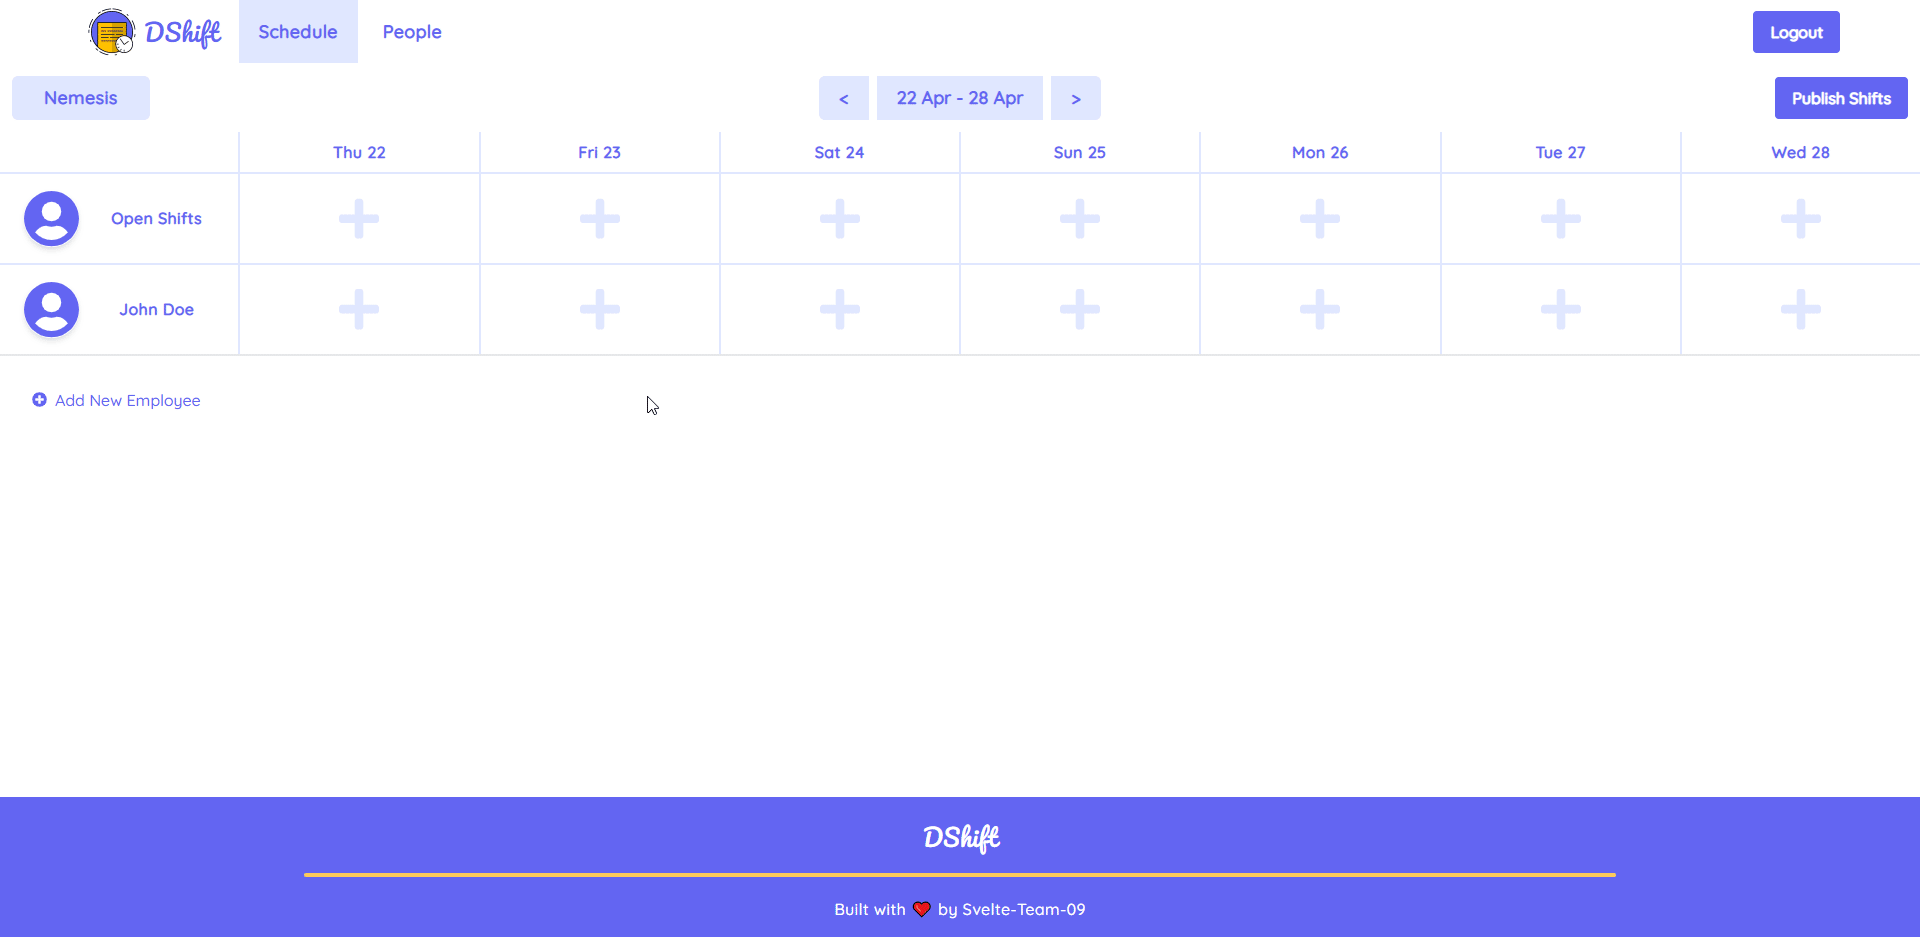 DShift Schedule People Logout
Nemesis < 22 Apr - 28 Apr > Publish Shifts
Thu 22 Fri 23 Sat 24 Sun 25 Mon 26 Tue 27 Wed 28
Open Shifts
John Doe
Add New Employee
DShift
Built with ❤ by Svelte-Team-09